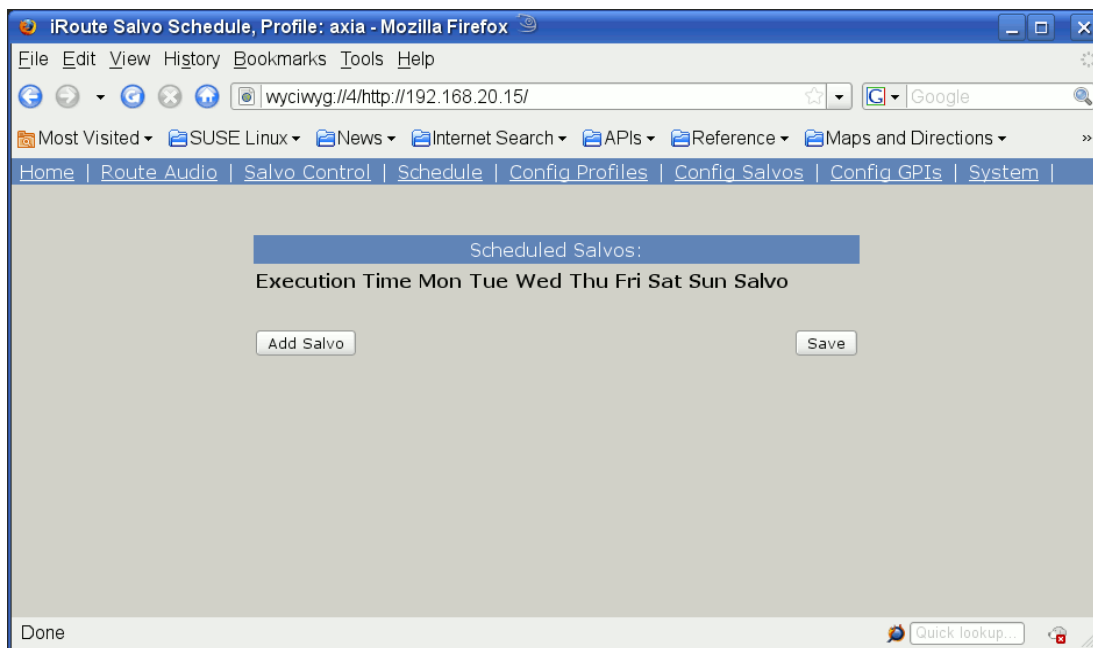 iRoute Salvo Schedule, Profile: axia - Mozilla Firefox
File Edit View History Bookmarks Tools Help
wyciwyg://4/http://192.168.20.15/ G Google
Most Visited SUSE Linux News Internet Search APIs Reference Maps and Directions »
Home | Route Audio | Salvo Control | Schedule | Config Profiles | Config Salvos | Config GPIs | System |
Scheduled Salvos:
Execution Time Mon Tue Wed Thu Fri Sat Sun Salvo
Add Salvo Save
Done Quick lookup...